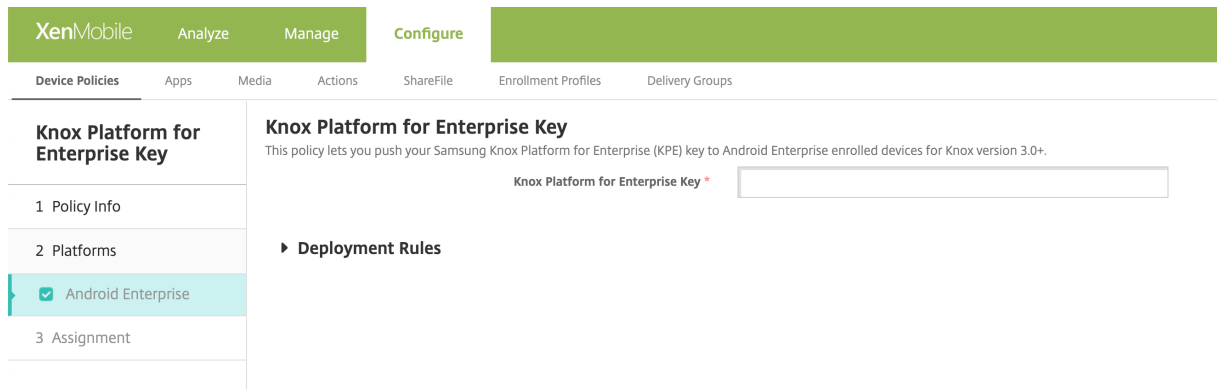 XenMobile Analyze Manage Configure
Device Policies Apps Media Actions ShareFile Enrollment Profiles Delivery Groups
Knox Platform for
Enterprise Key
1 Policy Info
2 Platforms
Android Enterprise
3 Assignment
Knox Platform for Enterprise Key
This policy lets you push your Samsung Knox Platform for Enterprise (KPE) key to Android Enterprise enrolled devices for Knox version 3.0+.
Knox Platform for Enterprise Key *
Deployment Rules